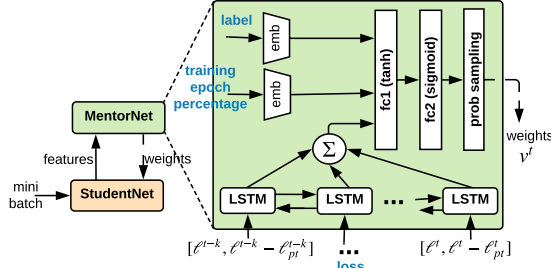 label
emb
training
epoch
percentage
emb
fc1 (tanh)
fc2 (sigmoid)
prob sampling
MentorNet
features
weights
mini
batch
StudentNet
Σ
weights
v^t
LSTM
LSTM
...
LSTM
[ℓ^{t-k}, ℓ^{t-k} − ℓ_{pt}^{t-k}]
...
[ℓ^t, ℓ^t − ℓ_{pt}^t]
loss